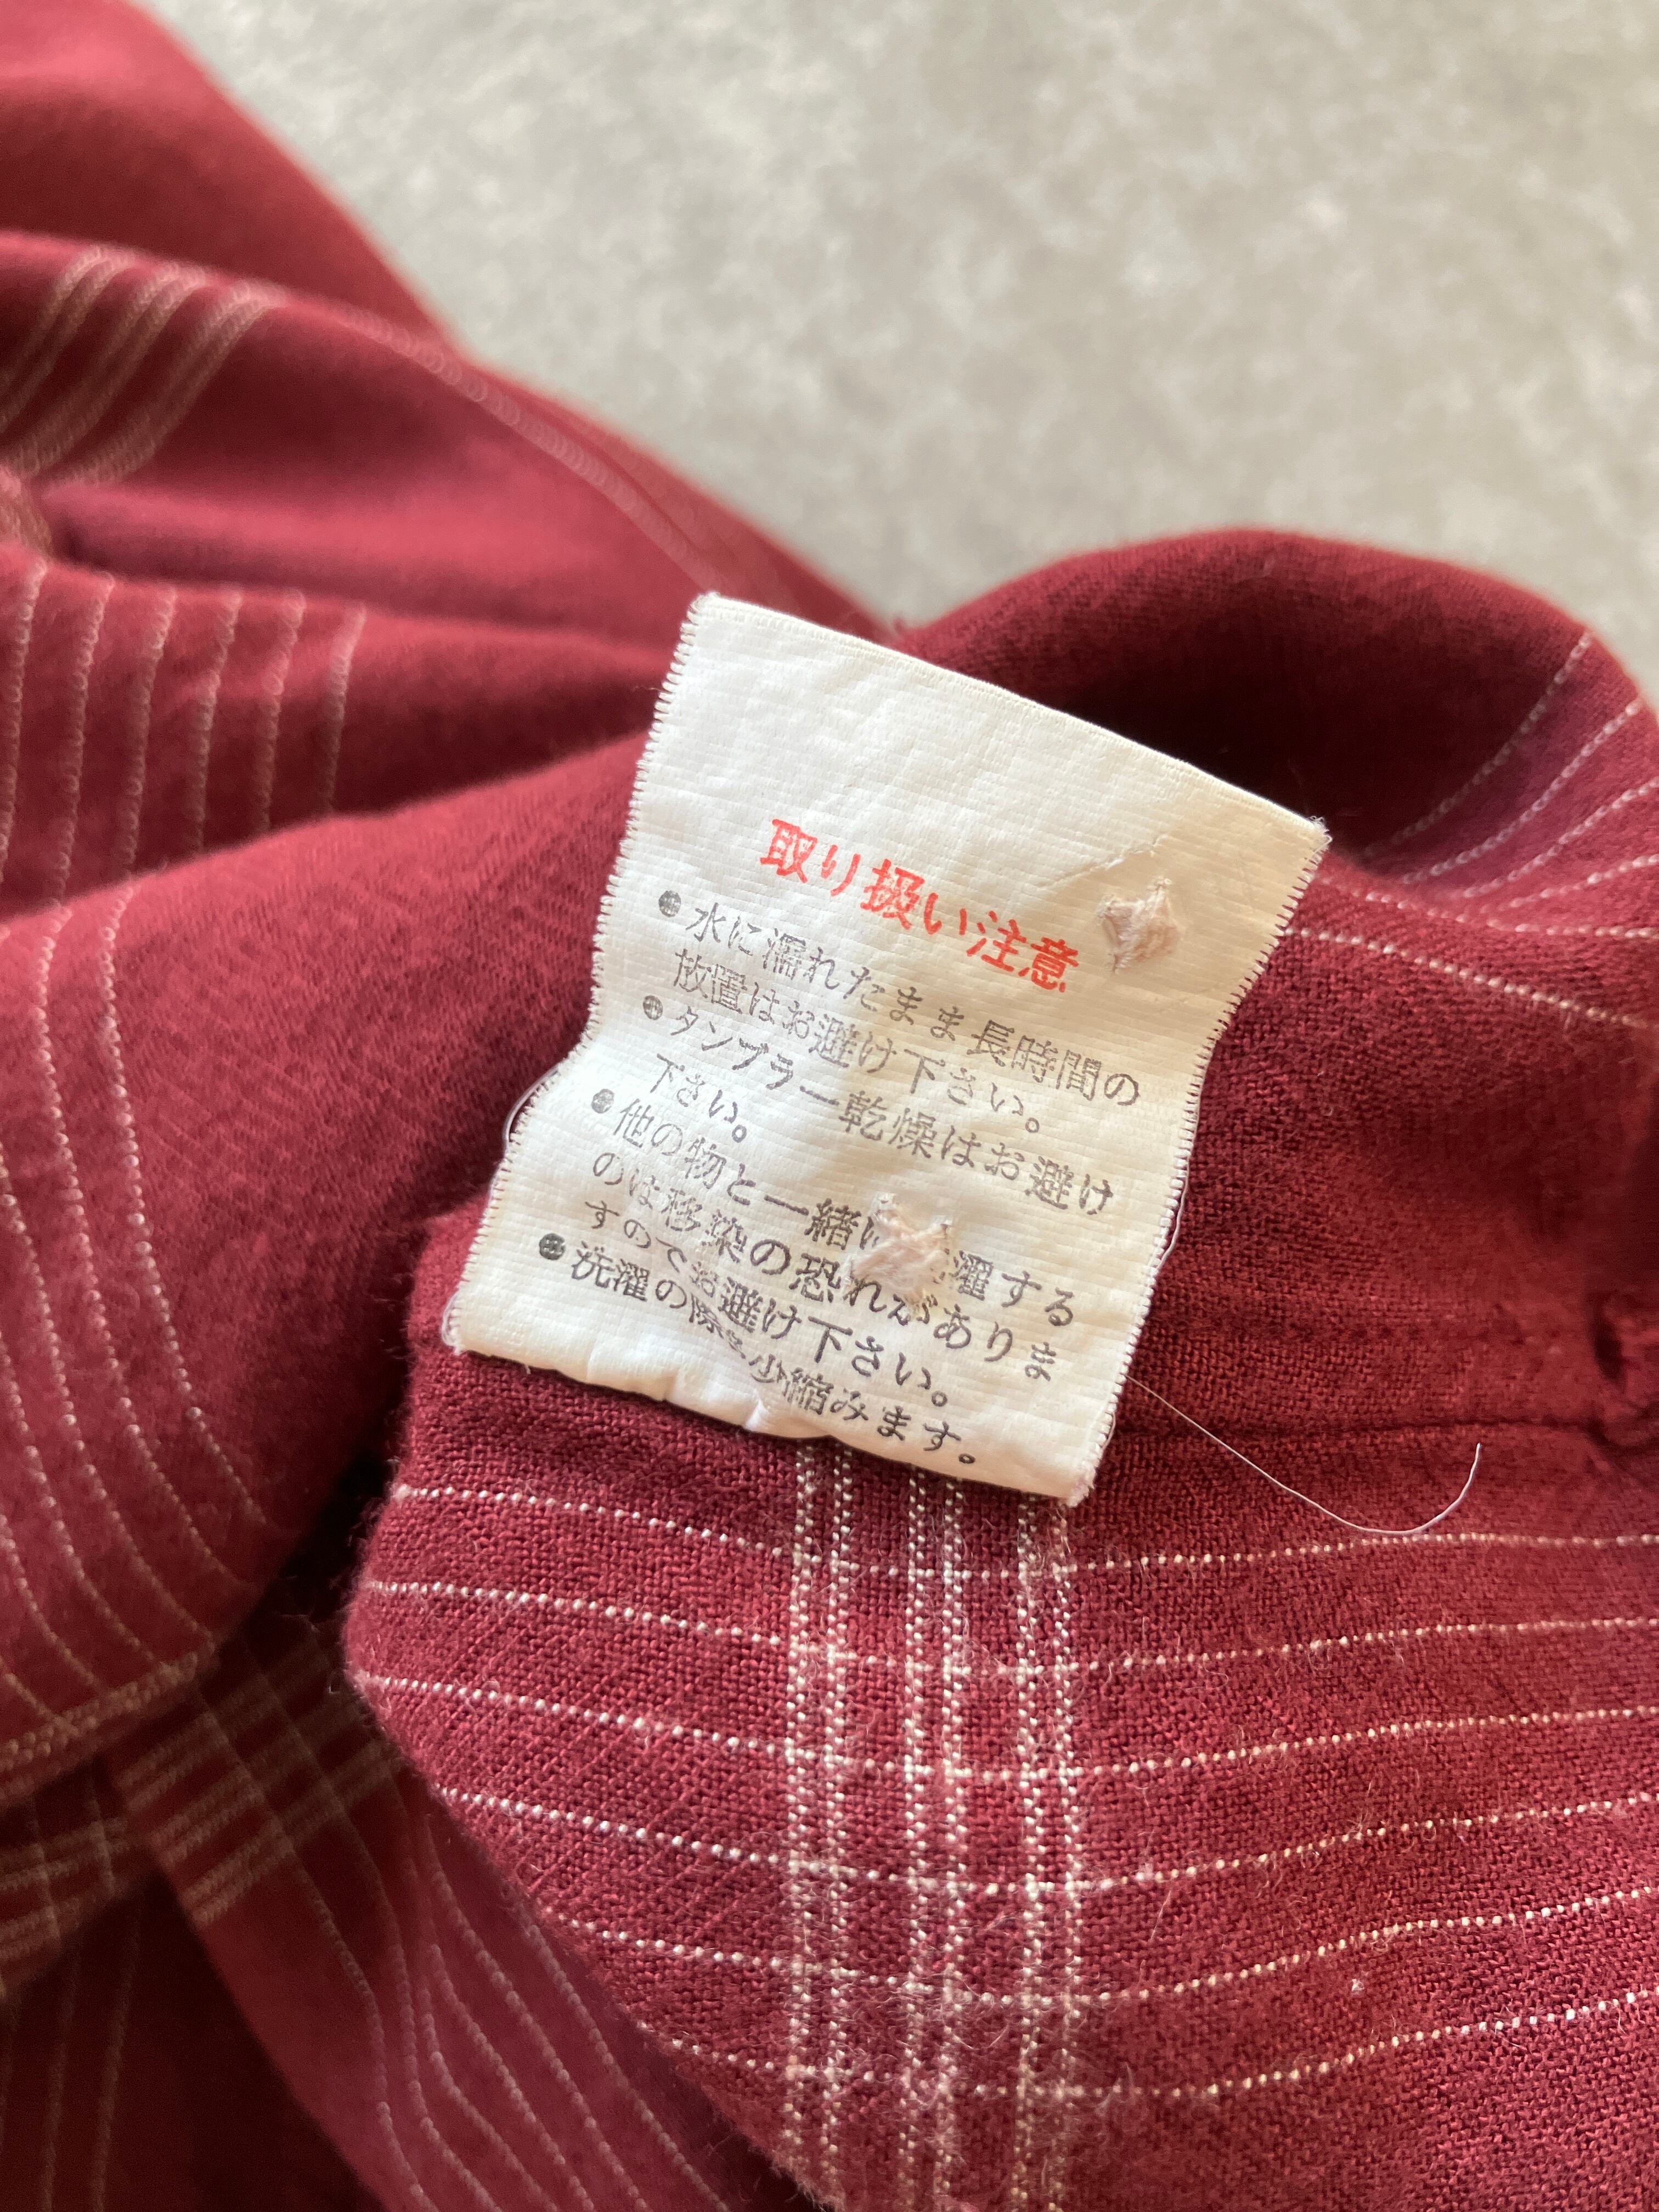 取り扱い注意
●水に濡れたまま長時間の
放置はお避け下さい。
●タンブラー乾燥はお避け
下さい。
●他の物と一緒に 濯する
のは移染の恐れがありま
すのでお避け下さい。
●洗濯の際多少縮みます。